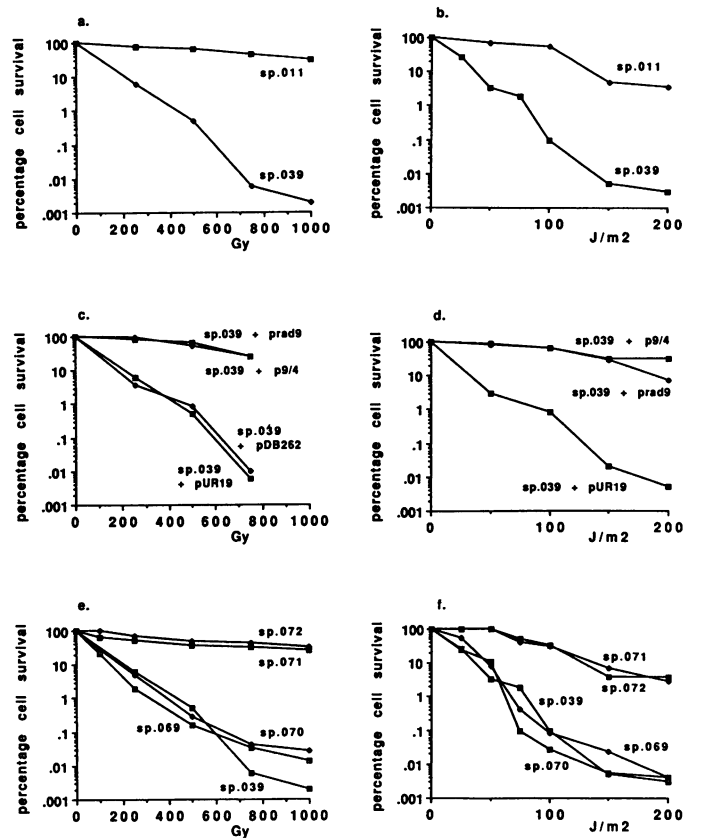 a.
percentage cell survival
100
10
1
.1
.01
.001
sp.011
sp.039
0 200 400 600 800 1000
Gy
b.
percentage cell survival
100
10
1
.1
.01
.001
sp.011
sp.039
0 100 200
J/m2
c.
percentage cell survival
100
10
1
.1
.01
.001
sp.039 + prad9
sp.039 + p9/4
sp.039
+ pDB262
sp.039
+ pUR19
0 200 400 600 800 1000
Gy
d.
percentage cell survival
100
10
1
.1
.01
.001
sp.039 + p9/4
sp.039 + prad9
sp.039 + pUR19
0 100 200
J/m2
e.
percentage cell survival
100
10
1
.1
.01
.001
sp.072
sp.071
sp.070
sp.069
sp.039
0 200 400 600 800 1000
Gy
f.
percentage cell survival
100
10
1
.1
.01
.001
sp.071
sp.072
sp.039
sp.069
sp.070
0 100 200
J/m2